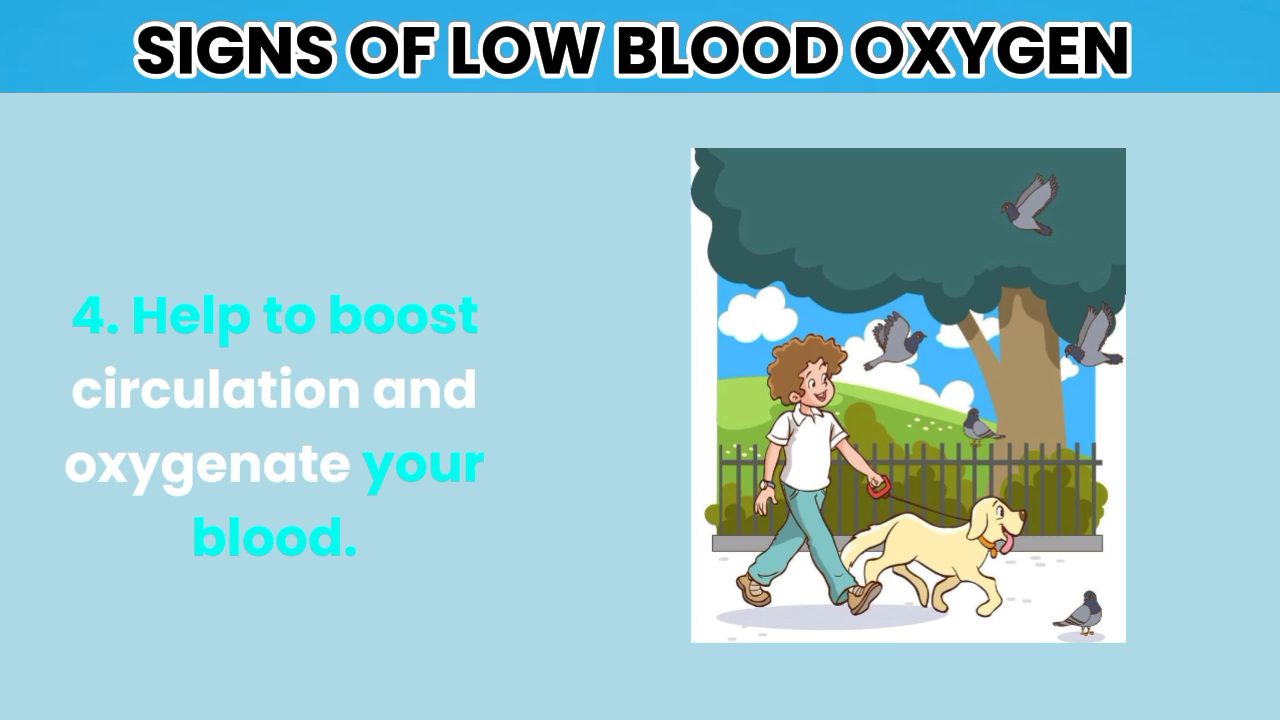 SIGNS OF LOW BLOOD OXYGEN
4. Help to boost
circulation and
oxygenate your
blood.